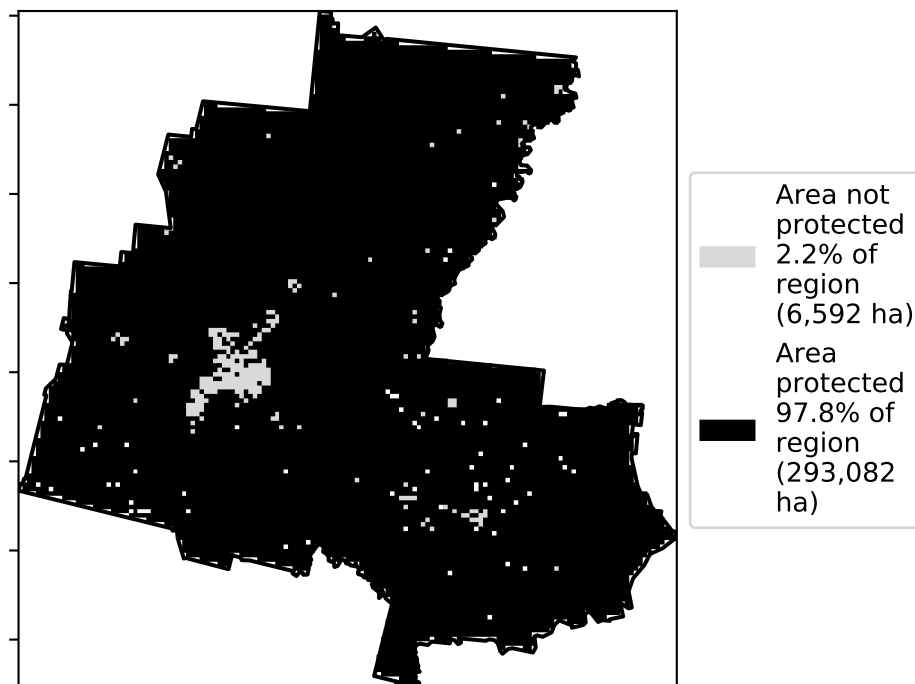 Area not
protected
2.2% of
region
(6,592 ha)
Area
protected
97.8% of
region
(293,082
ha)